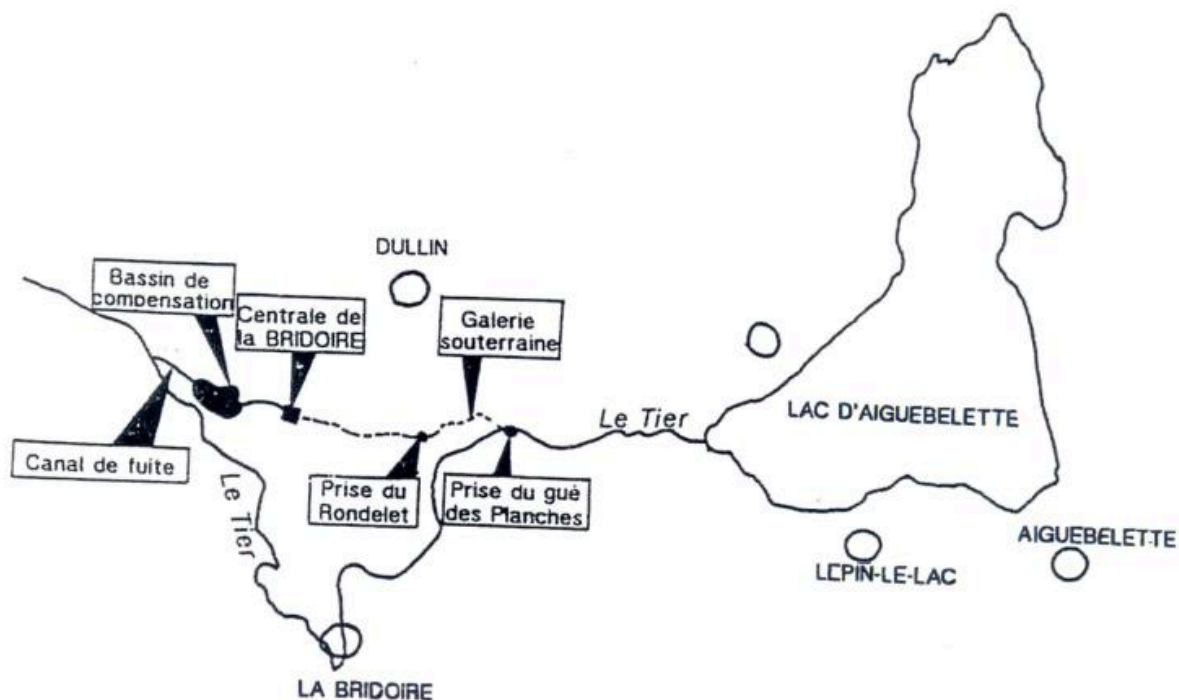 DULLIN
Bassin de
compensation
Centrale de
la BRIDOIRE
Galerie
souterraine
Le Tier
LAC D'AIGUEBELETTE
Canal de fuite
Le Tier
Prise du
Rondelet
Prise du gué
des Planches
LEPIN-LE-LAC
AIGUEBELETTE
LA BRIDOIRE